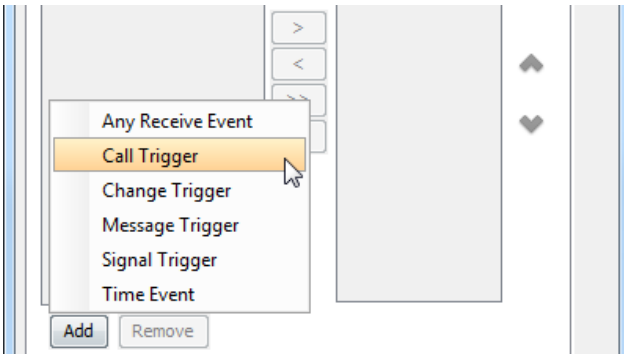 >
<
>>
Any Receive Event
Call Trigger
Change Trigger
Message Trigger
Signal Trigger
Time Event
Add Remove